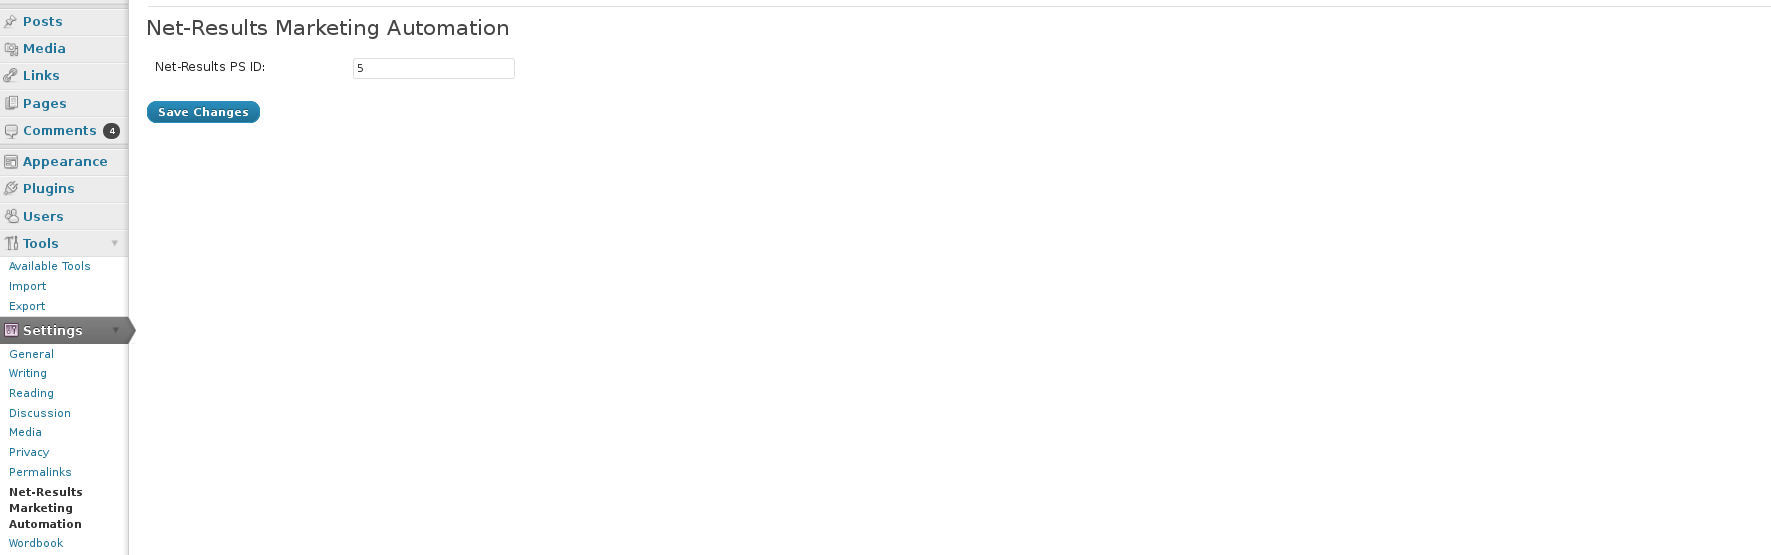 Posts
Media
Links
Pages
Comments 4
Appearance
Plugins
Users
Tools
Available Tools
Import
Export
Settings
General
Writing
Reading
Discussion
Media
Privacy
Permalinks
Net-Results
Marketing
Automation
Wordbook
Net-Results Marketing Automation
Net-Results PS ID: 5
Save Changes